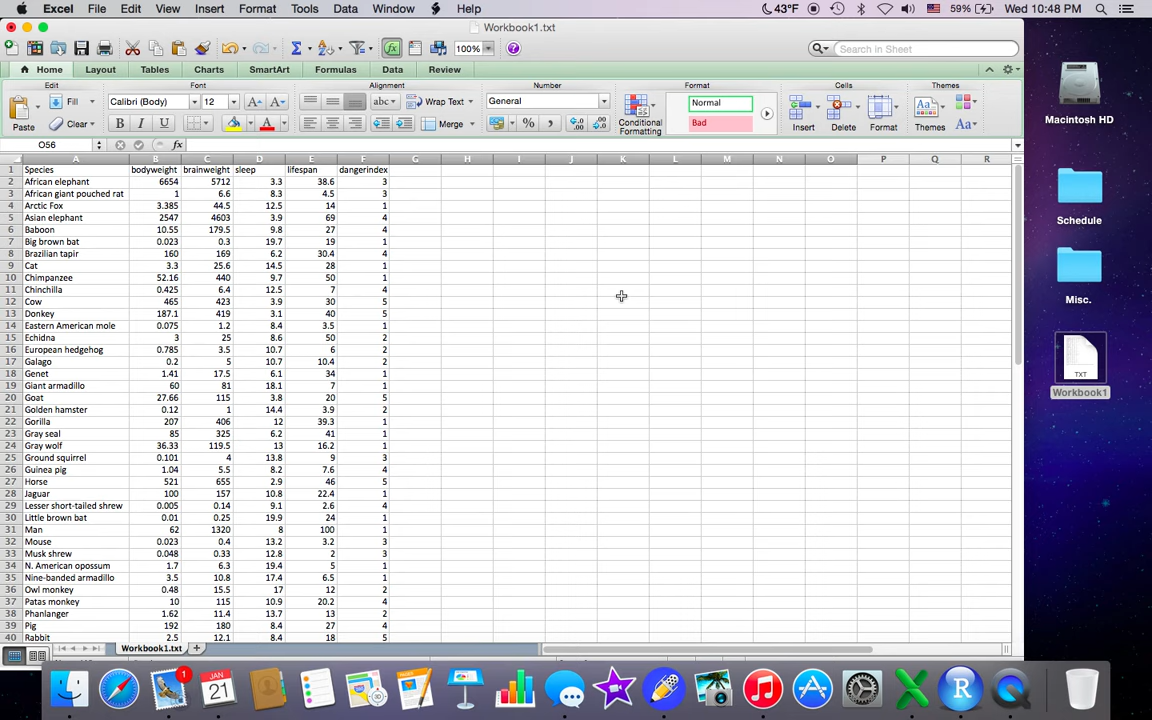 Excel File Edit View Insert Format Tools Data Window Help 43°F 59% Wed 10:48 PM
Workbook1.txt
100% Search in Sheet
Home Layout Tables Charts SmartArt Formulas Data Review
Edit Font Alignment Number Format Cells Themes
Fill Calibri (Body) 12 abc Wrap Text General Normal
Paste Clear B I U A Merge % Conditional Formatting Bad Insert Delete Format Themes Aa
O56 fx
A B C D E F G H I J K L M N O P Q R
1 Species bodyweight brainweight sleep lifespan dangerindex
2 African elephant 6654 5712 3.3 38.6 3
3 African giant pouched rat 1 6.6 8.3 4.5 3
4 Arctic Fox 3.385 44.5 12.5 14 1
5 Asian elephant 2547 4603 3.9 69 4
6 Baboon 10.55 179.5 9.8 27 4
7 Big brown bat 0.023 0.3 19.7 19 1
8 Brazilian tapir 160 169 6.2 30.4 4
9 Cat 3.3 25.6 14.5 28 1
10 Chimpanzee 52.16 440 9.7 50 1
11 Chinchilla 0.425 6.4 12.5 7 4
12 Cow 465 423 3.9 30 5
13 Donkey 187.1 419 3.1 40 5
14 Eastern American mole 0.075 1.2 8.4 3.5 1
15 Echidna 3 25 8.6 50 2
16 European hedgehog 0.785 3.5 10.7 6 2
17 Galago 0.2 5 10.7 10.4 2
18 Genet 1.41 17.5 6.1 34 1
19 Giant armadillo 60 81 18.1 7 1
20 Goat 27.66 115 3.8 20 5
21 Golden hamster 0.12 1 14.4 3.9 2
22 Gorilla 207 406 12 39.3 1
23 Gray seal 85 325 6.2 41 1
24 Gray wolf 36.33 119.5 13 16.2 1
25 Ground squirrel 0.101 4 13.8 9 3
26 Guinea pig 1.04 5.5 8.2 7.6 4
27 Horse 521 655 2.9 46 5
28 Jaguar 100 157 10.8 22.4 1
29 Lesser short-tailed shrew 0.005 0.14 9.1 2.6 4
30 Little brown bat 0.01 0.25 19.9 24 1
31 Man 62 1320 8 100 1
32 Mouse 0.023 0.4 13.2 3.2 3
33 Musk shrew 0.048 0.33 12.8 2 3
34 N. American opossum 1.7 6.3 19.4 5 1
35 Nine-banded armadillo 3.5 10.8 17.4 6.5 1
36 Owl monkey 0.48 15.5 17 12 2
37 Patas monkey 10 115 10.9 20.2 4
38 Phanlanger 1.62 11.4 13.7 13 2
39 Pig 192 180 8.4 27 4
40 Rabbit 2.5 12.1 8.4 18 5
Workbook1.txt
Macintosh HD
Schedule
Misc.
TXT
Workbook1
1
JAN
21
R